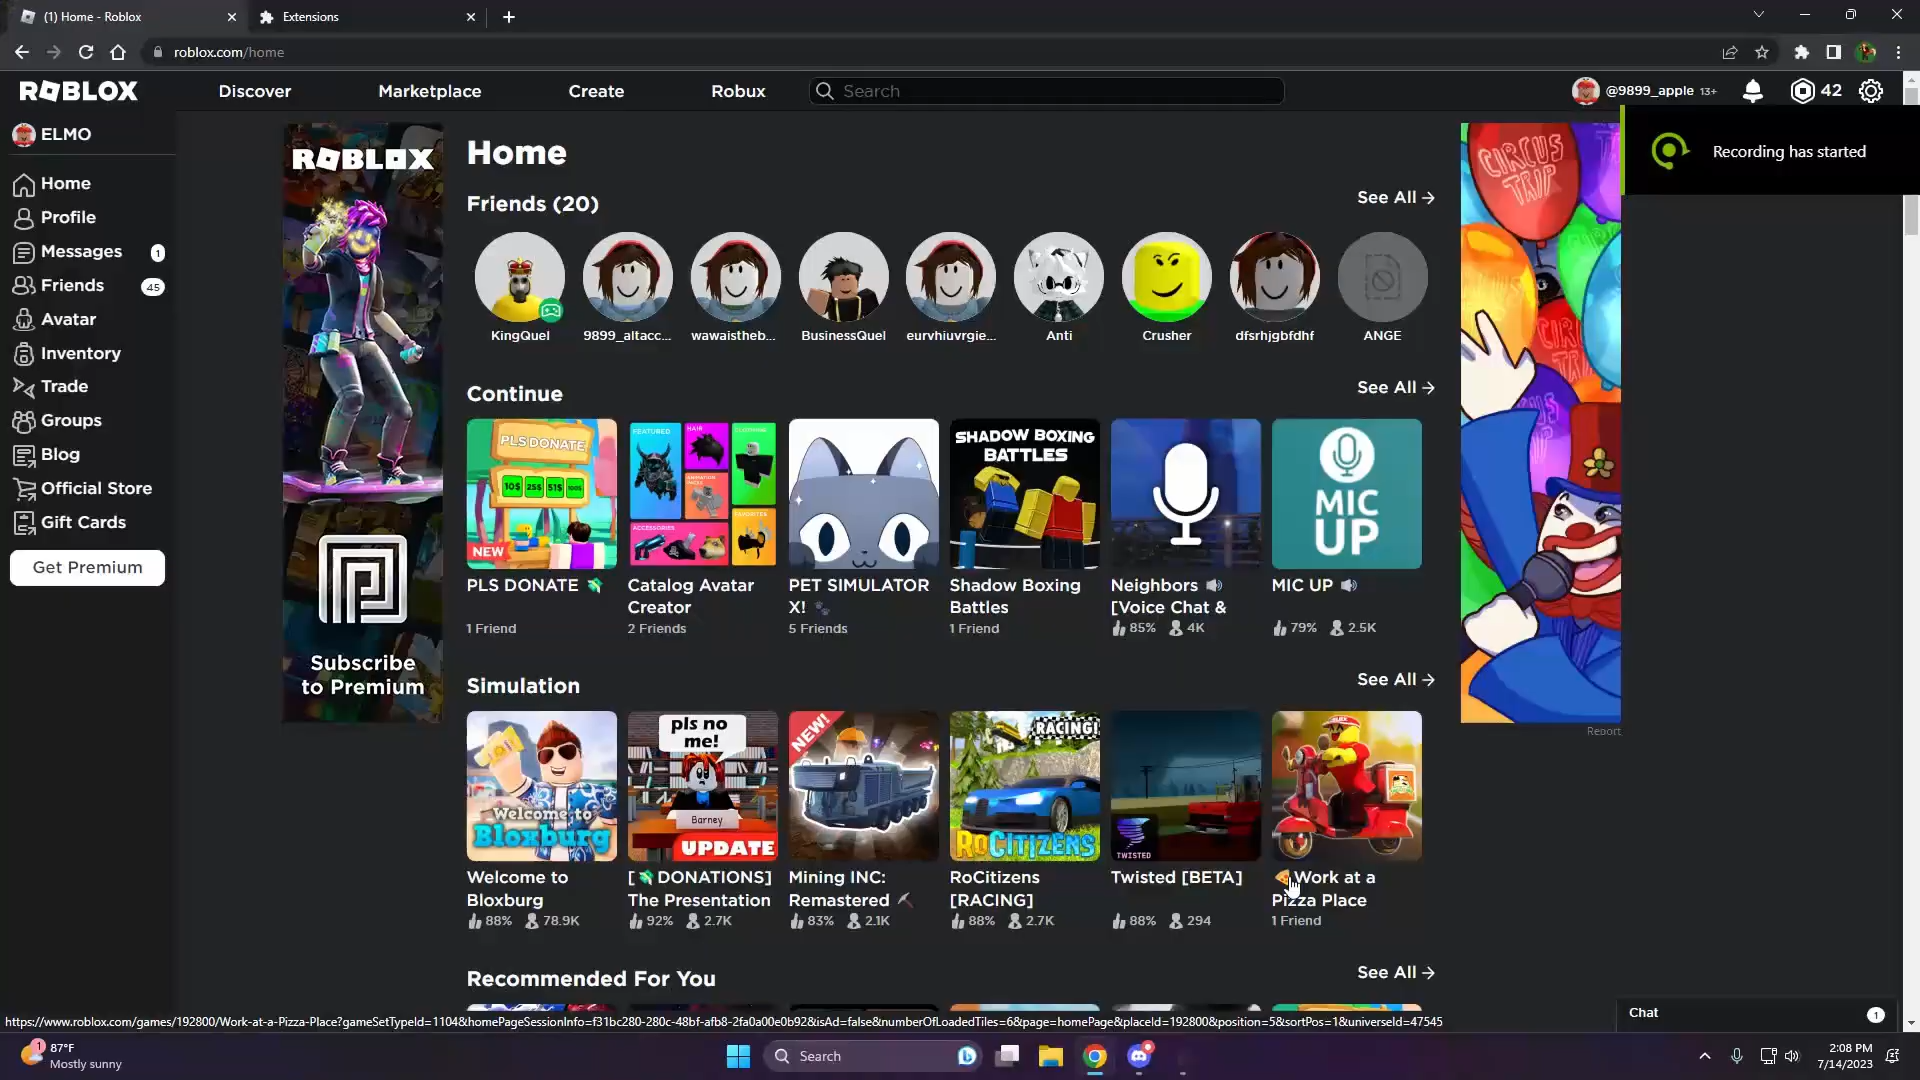 (1) Home - Roblox
Extensions
roblox.com/home
ROBLOX
Discover
Marketplace
Create
Robux
Search
@9899_apple 13+
42
Recording has started
ELMO
Home
Profile
Messages 1
Friends 45
Avatar
Inventory
Trade
Groups
Blog
Official Store
Gift Cards
Get Premium
ROBLOX
Subscribe
to Premium
Home
Friends (20)
See All
KingQuel
9899_altacc...
wawaistheb...
BusinessQuel
eurvhiuvrgie...
Anti
Crusher
dfsrhjgbfdhf
ANGE
Continue
See All
PLS DONATE
10$ 25$ 51$ 100$
NEW
FEATURED
HAIR
ACCESSORIES
SHADOW BOXING
BATTLES
MIC
UP
PLS DONATE 💸
1 Friend
Catalog Avatar
Creator
2 Friends
PET SIMULATOR
X! 🐾
5 Friends
Shadow Boxing
Battles
1 Friend
Neighbors 🔊
[Voice Chat &
85% 4K
MIC UP 🔊
79% 2.5K
Simulation
See All
Welcome to
Bloxburg
pls no
me!
Barney
UPDATE
NEW!
RACING!
ROCITIZENS
TWISTED
Welcome to
Bloxburg
88% 78.9K
[💸DONATIONS]
The Presentation
92% 2.7K
Mining INC:
Remastered ⛏
83% 2.1K
RoCitizens
[RACING]
88% 2.7K
Twisted [BETA]
88% 294
🍕Work at a
Pizza Place
1 Friend
Recommended For You
See All
CIRCUS
TRIP
Report
Chat 1
https://www.roblox.com/games/192800/Work-at-a-Pizza-Place?gameSetTypeId=1104&homePageSessionInfo=f31bc280-280c-48bf-afb8-2fa0a00e0b92&isAd=false&numberOfLoadedTiles=6&page=homePage&placeId=192800&position=5&sortPos=1&universeId=47545
1
87°F
Mostly sunny
Search
2:08 PM
7/14/2023